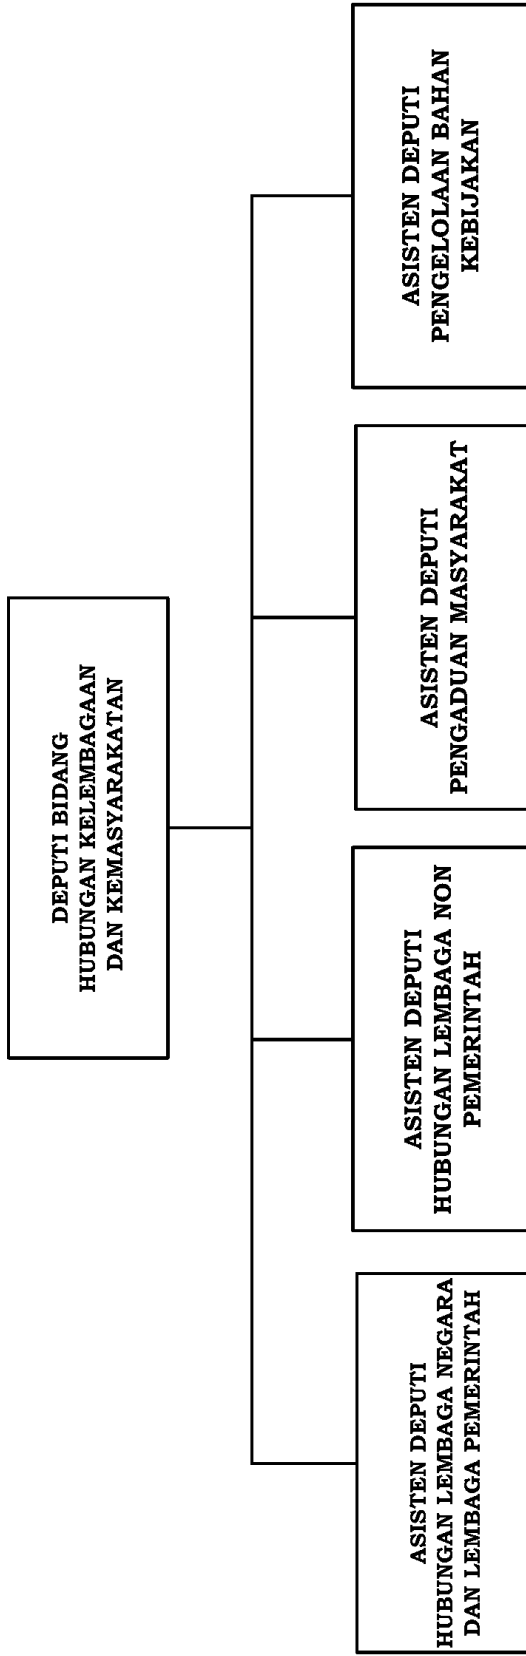 DEPUTI BIDANG
HUBUNGAN KELEMBAGAAN
DAN KEMASYARAKATAN
ASISTEN DEPUTI
HUBUNGAN LEMBAGA NEGARA
DAN LEMBAGA PEMERINTAH
ASISTEN DEPUTI
HUBUNGAN LEMBAGA NON
PEMERINTAH
ASISTEN DEPUTI
PENGADUAN MASYARAKAT
ASISTEN DEPUTI
PENGELOLAAN BAHAN
KEBIJAKAN